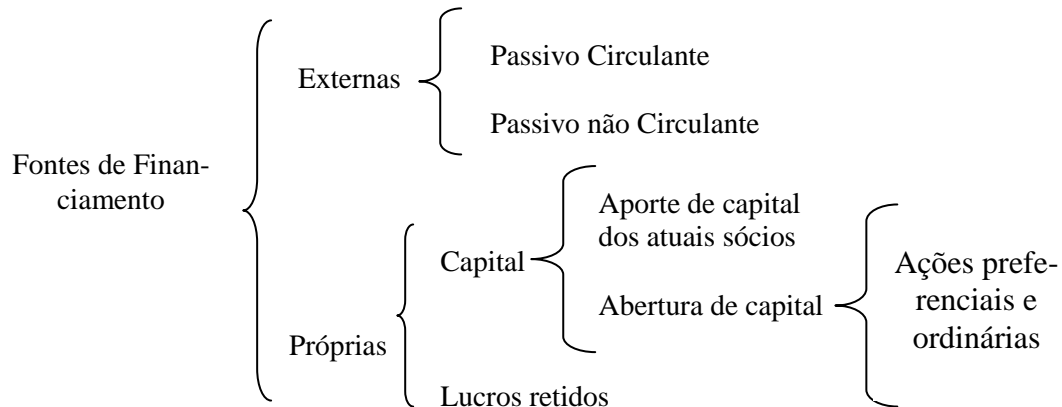 Fontes de Finan-
ciamento
Externas
Passivo Circulante
Passivo não Circulante
Próprias
Capital
Aporte de capital
dos atuais sócios
Abertura de capital
Ações prefe-
renciais e
ordinárias
Lucros retidos